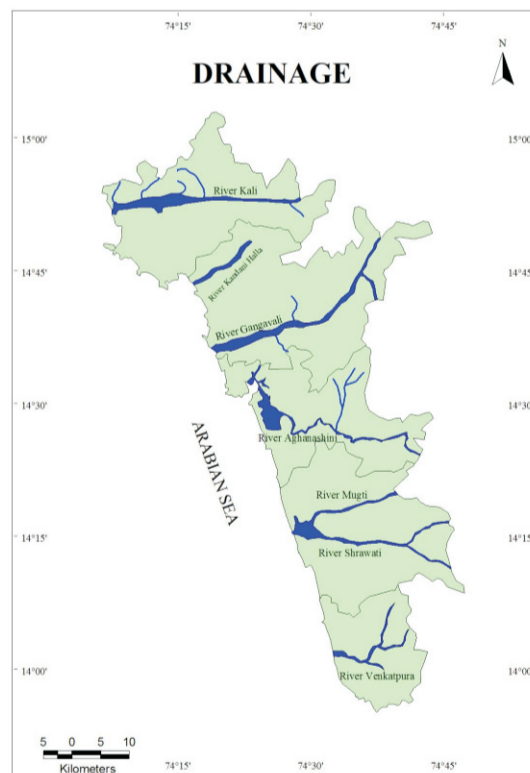 74°15' 74°30' 74°45'
N
DRAINAGE
15°00' 15°00'
River Kali
River Kandani Halla
14°45' 14°45'
River Gangavali
14°30' 14°30'
River Aghanashini
ARABIAN SEA
River Mugti
14°15' 14°15'
River Shrawati
14°00' 14°00'
River Venkatpura
5 0 5 10
Kilometers
74°15' 74°30' 74°45'